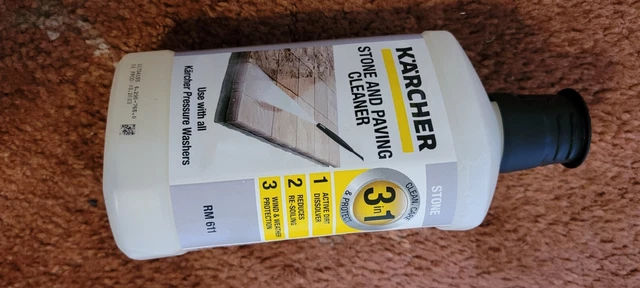 KÄRCHER
STONE AND PAVING
CLEANER
Use with all
Kärcher Pressure Washers
STONE
CLEAN, CARE
& PROTECT
3 in 1
1 ACTIVE DIRT
DISSOLVER
2 REDUCES
RE-SOILING
3 WIND & WEATHER
PROTECTION
RM 611